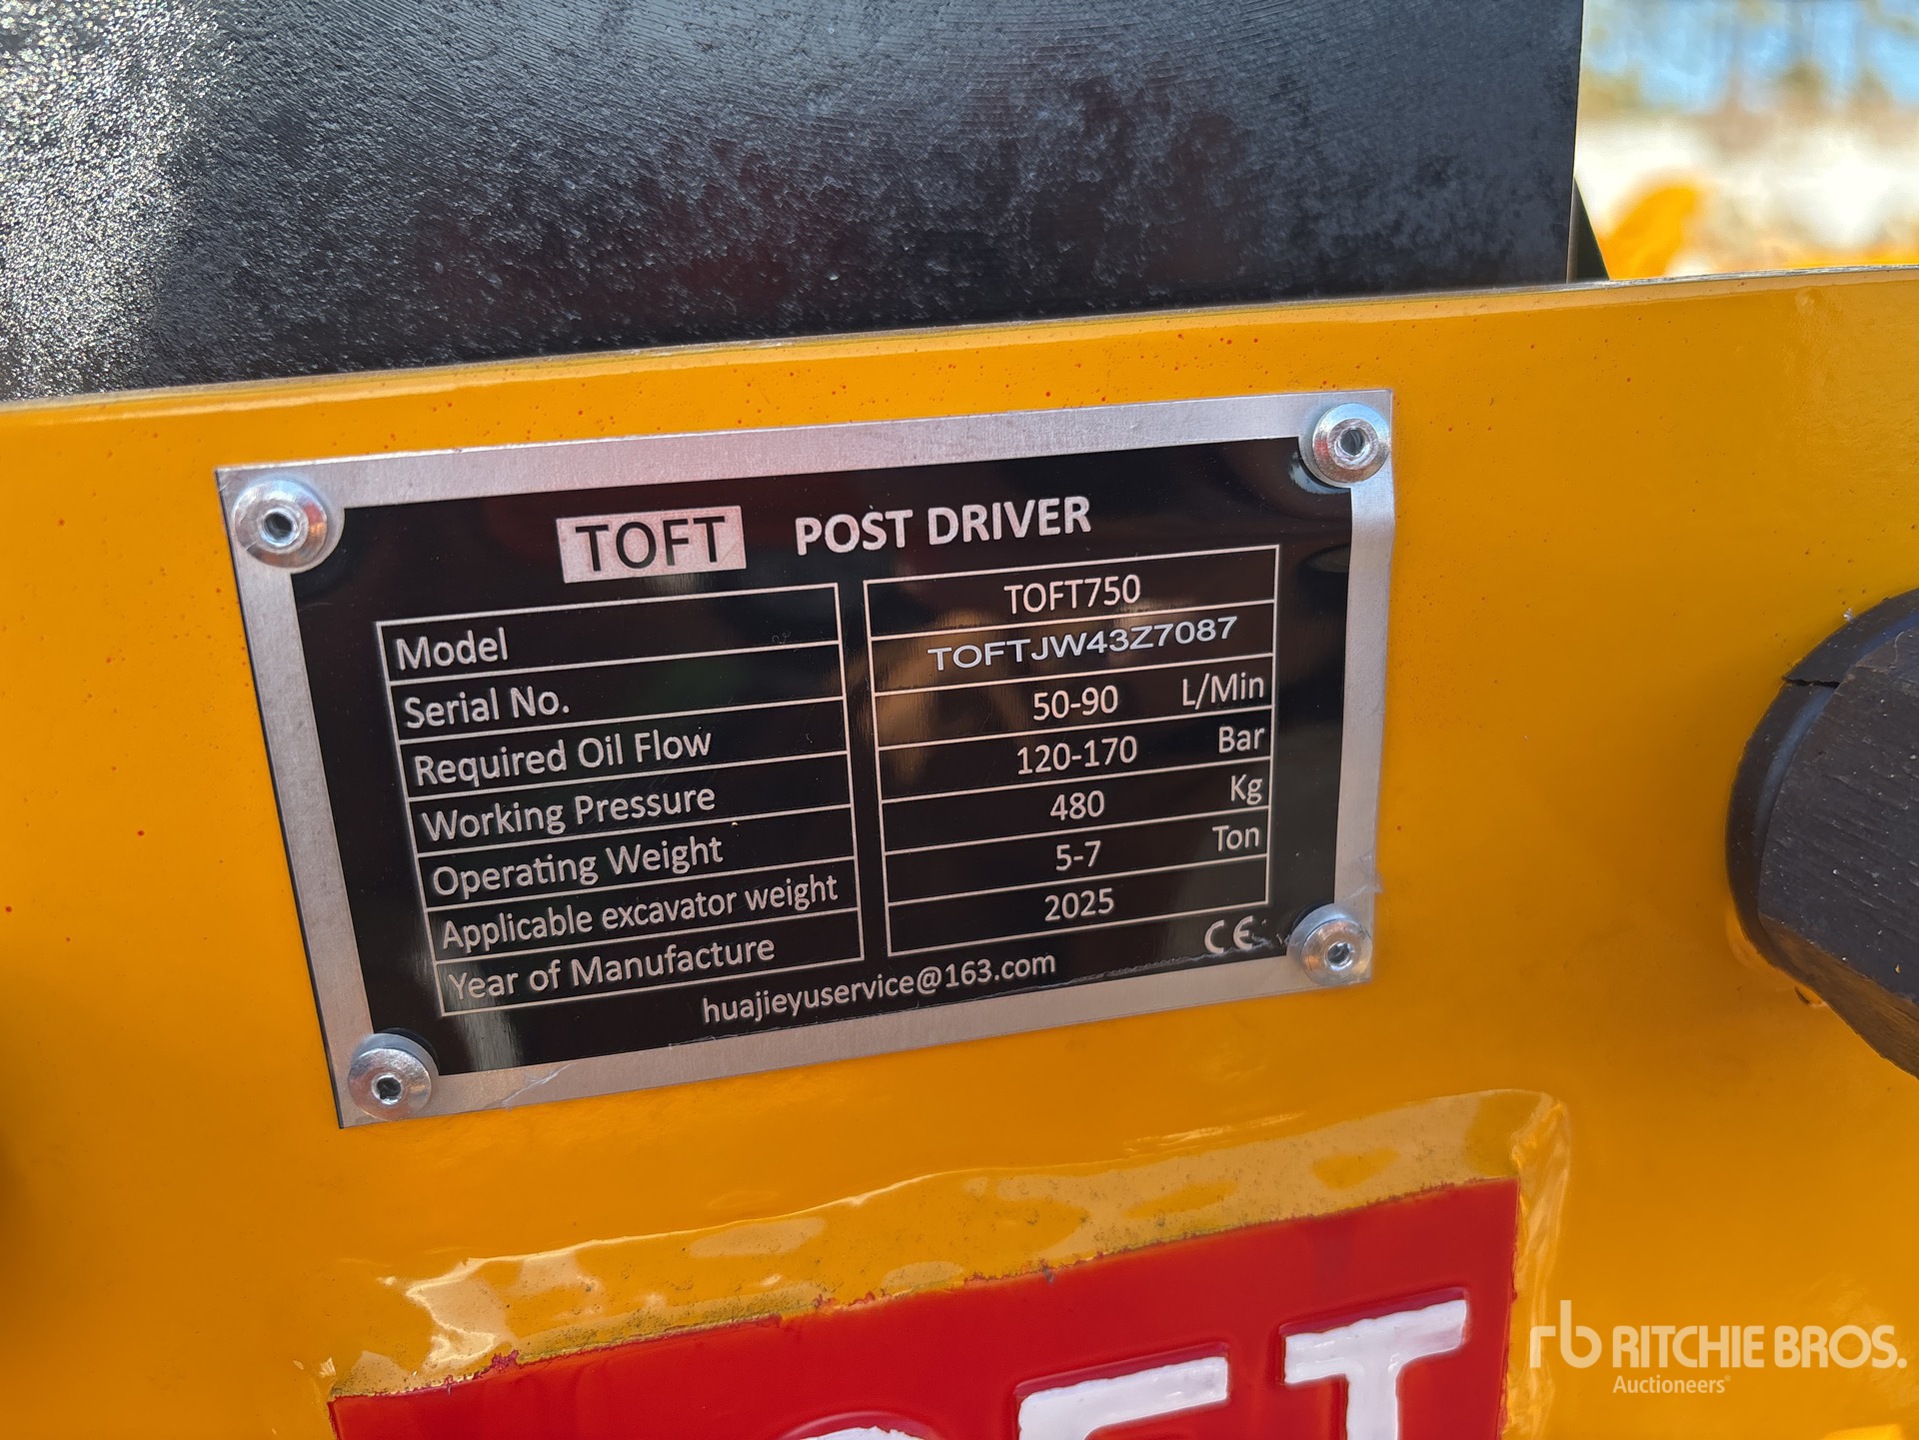 TOFT POST DRIVER
Model TOFT750
Serial No. TOFTJW43Z7087
Required Oil Flow 50-90 L/Min
Working Pressure 120-170 Bar
Operating Weight 480 Kg
Applicable excavator weight 5-7 Ton
Year of Manufacture 2025
huajieyuservice@163.com CE
rb RITCHIE BROS.
Auctioneers